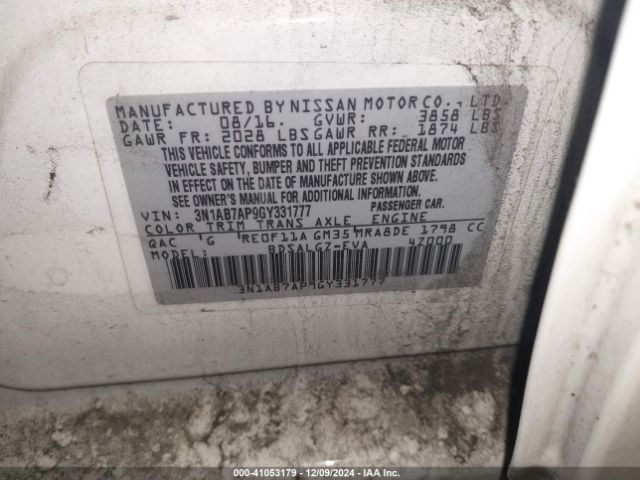 MANUFACTURED BY NISSAN MOTOR CO., LTD.
DATE: 08/16. GVWR: 3858 LBS
GAWR FR: 2028 LBS GAWR RR: 1874 LBS
THIS VEHICLE CONFORMS TO ALL APPLICABLE FEDERAL MOTOR
VEHICLE SAFETY, BUMPER AND THEFT PREVENTION STANDARDS
IN EFFECT ON THE DATE OF MANUFACTURE SHOWN ABOVE.
SEE OWNER'S MANUAL FOR ADDITIONAL INFORMATION.
VIN: 3N1AB7AP9GY331777 PASSENGER CAR.
COLOR TRIM TRANS AXLE ENGINE
QAC G RE0F11A GM35 MRA8DE 1798 CC
MODEL: BDSALGZ-EVA 4Z000
3N1AB7AP9GY331777
000-41053179 | 12/09/2024 | IAA Inc.